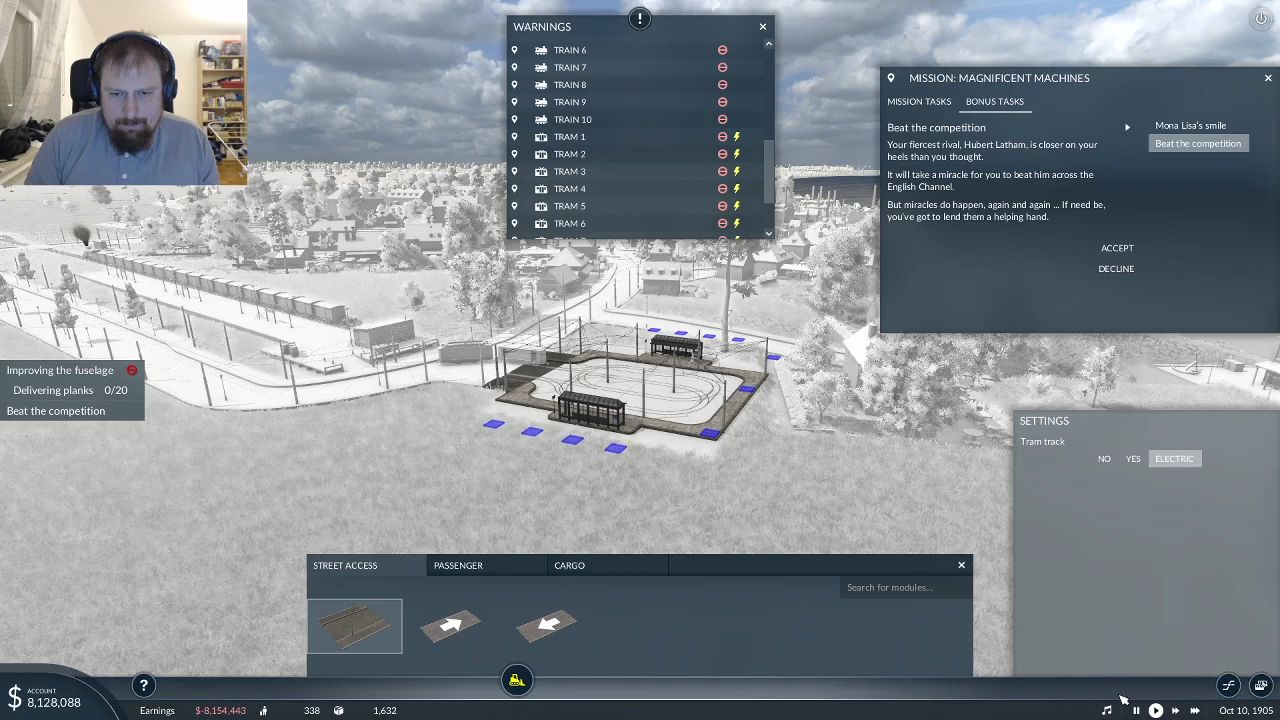 WARNINGS
TRAIN 6
TRAIN 7
TRAIN 8
TRAIN 9
TRAIN 10
TRAM 1
TRAM 2
TRAM 3
TRAM 4
TRAM 5
TRAM 6
MISSION: MAGNIFICENT MACHINES
MISSION TASKS BONUS TASKS
Beat the competition
Your fiercest rival, Hubert Latham, is closer on your
heels than you thought.
It will take a miracle for you to beat him across the
English Channel.
But miracles do happen, again and again ... If need be,
you've got to lend them a helping hand.
Mona Lisa's smile
Beat the competition
ACCEPT
DECLINE
Improving the fuselage
Delivering planks 0/20
Beat the competition
SETTINGS
Tram track
NO YES ELECTRIC
STREET ACCESS PASSENGER CARGO
Search for modules...
$ ACCOUNT
8,128,088
?
Earnings $-8,154,443 338 1,632
Oct 10, 1905